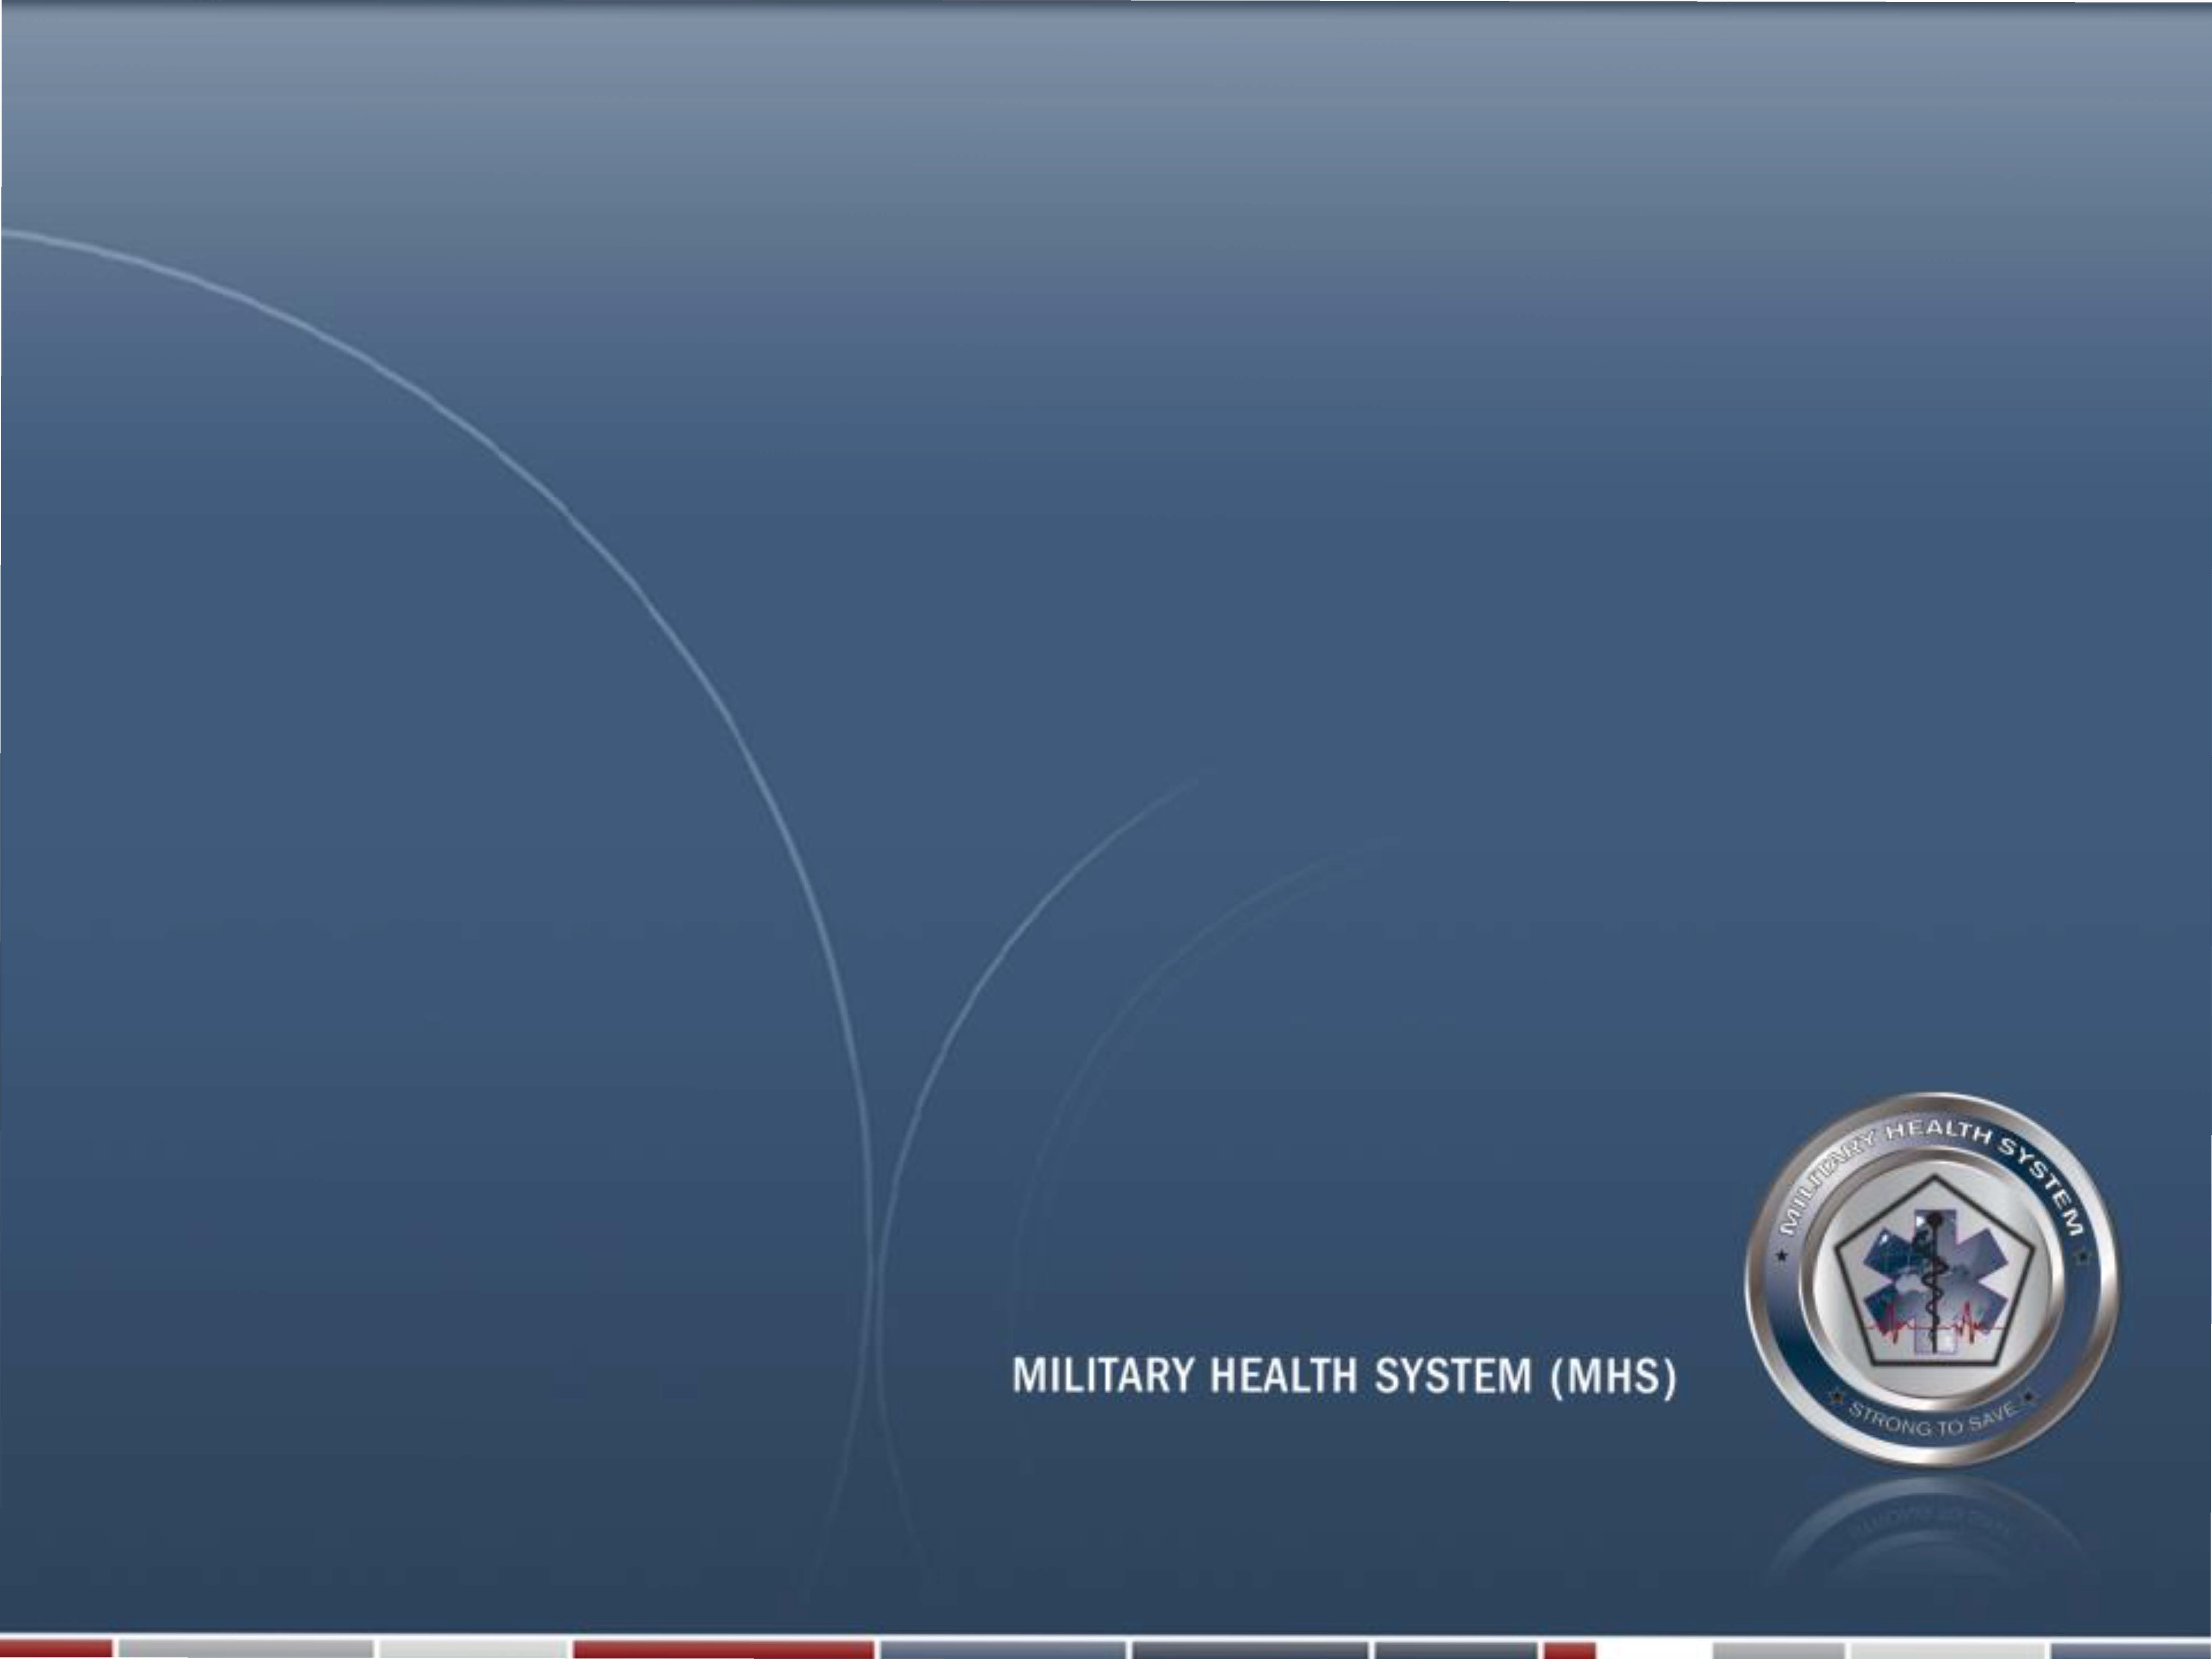 MILITARY HEALTH SYSTEM
MILITARY HEALTH SYSTEM (MHS)
STRONG TO SAVE